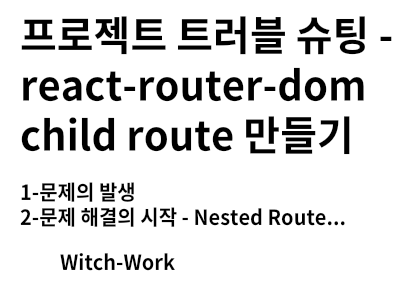 프로젝트 트러블 슈팅 -
react-router-dom
child route 만들기
1-문제의 발생
2-문제 해결의 시작 - Nested Route...
Witch-Work